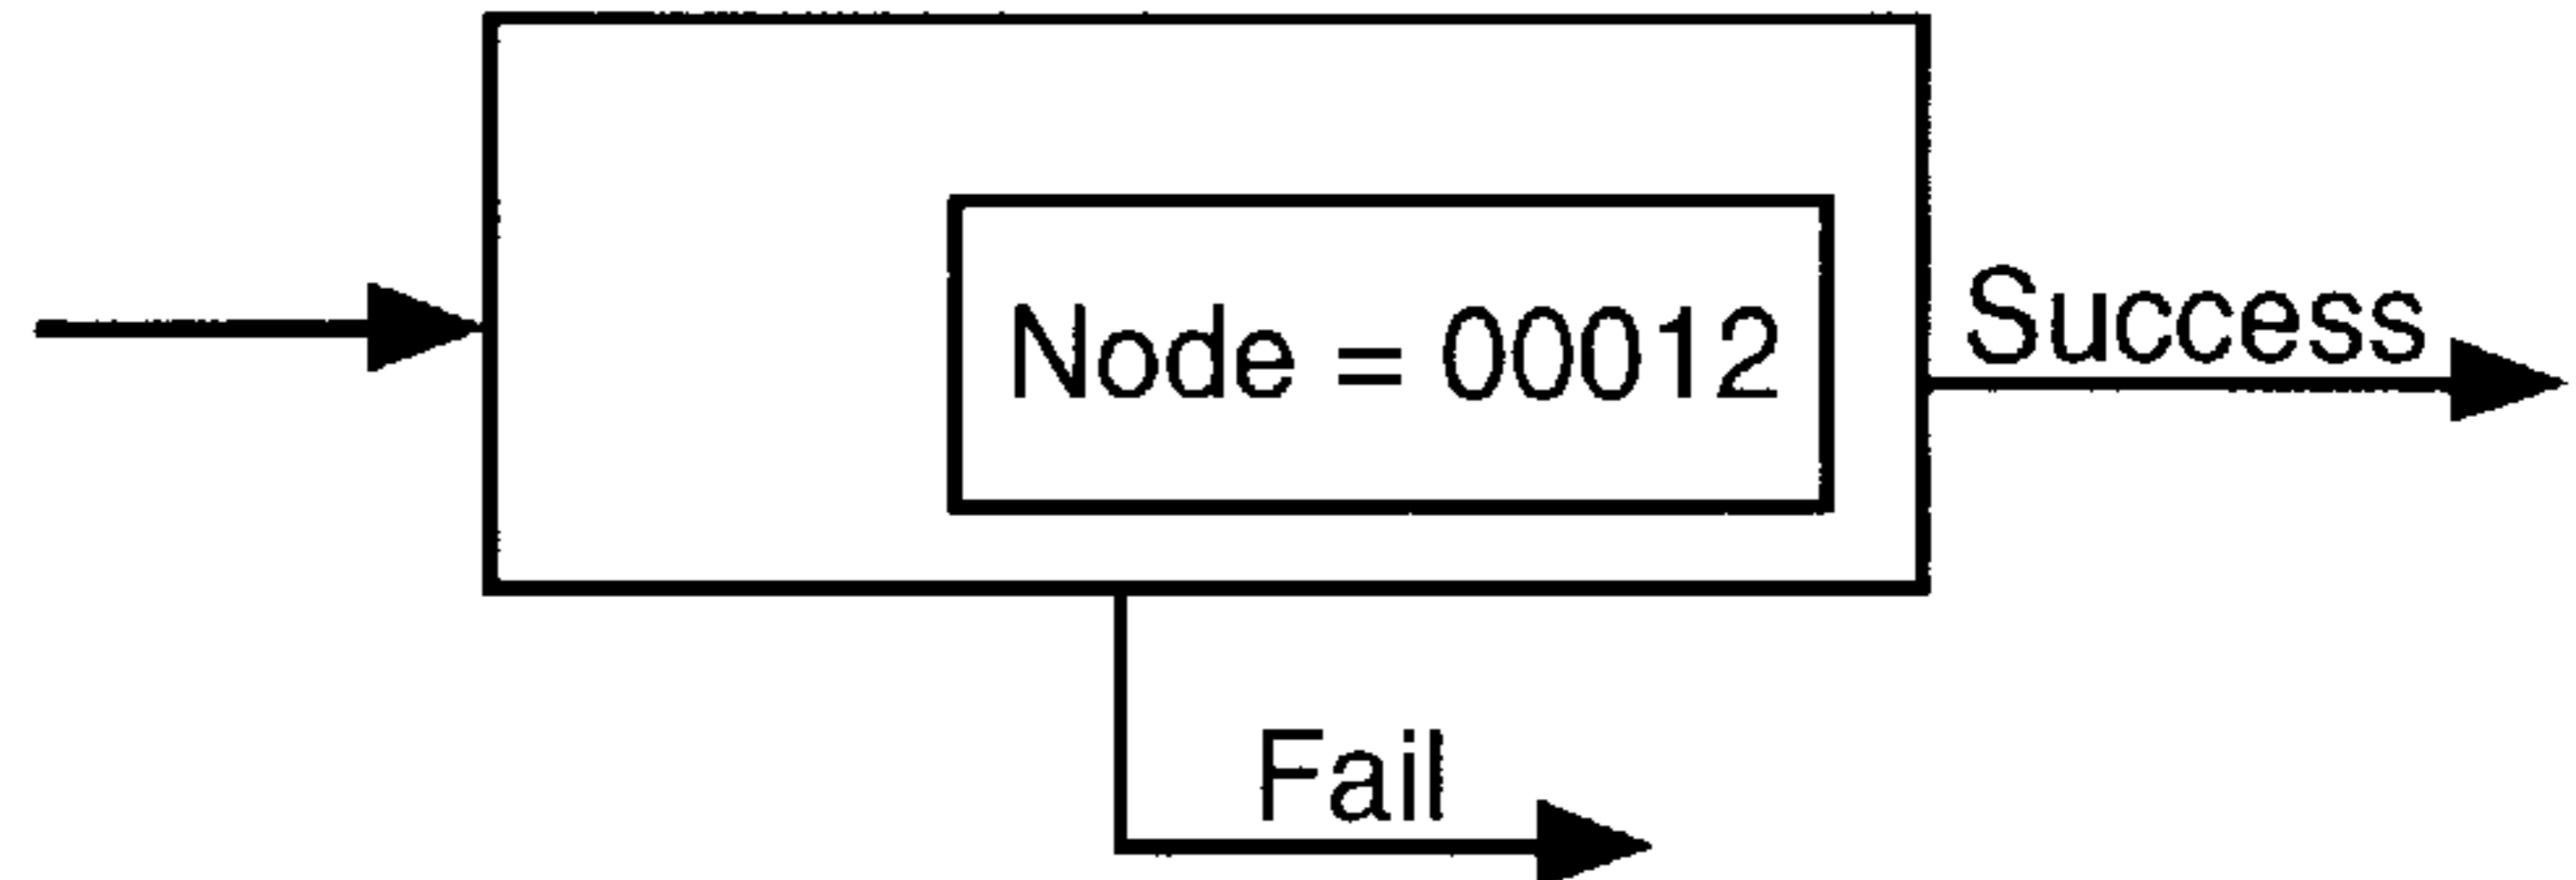 Node = 00012
Success
Fail